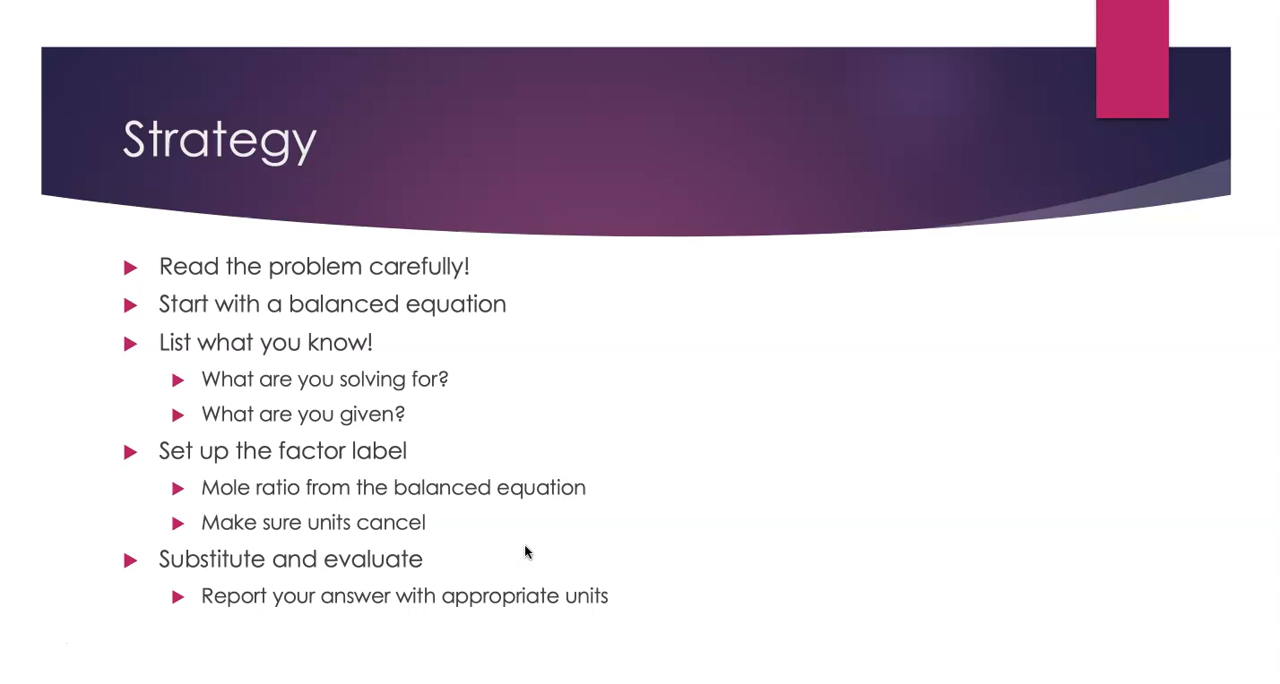 Strategy
Read the problem carefully!
Start with a balanced equation
List what you know!
What are you solving for?
What are you given?
Set up the factor label
Mole ratio from the balanced equation
Make sure units cancel
Substitute and evaluate
Report your answer with appropriate units